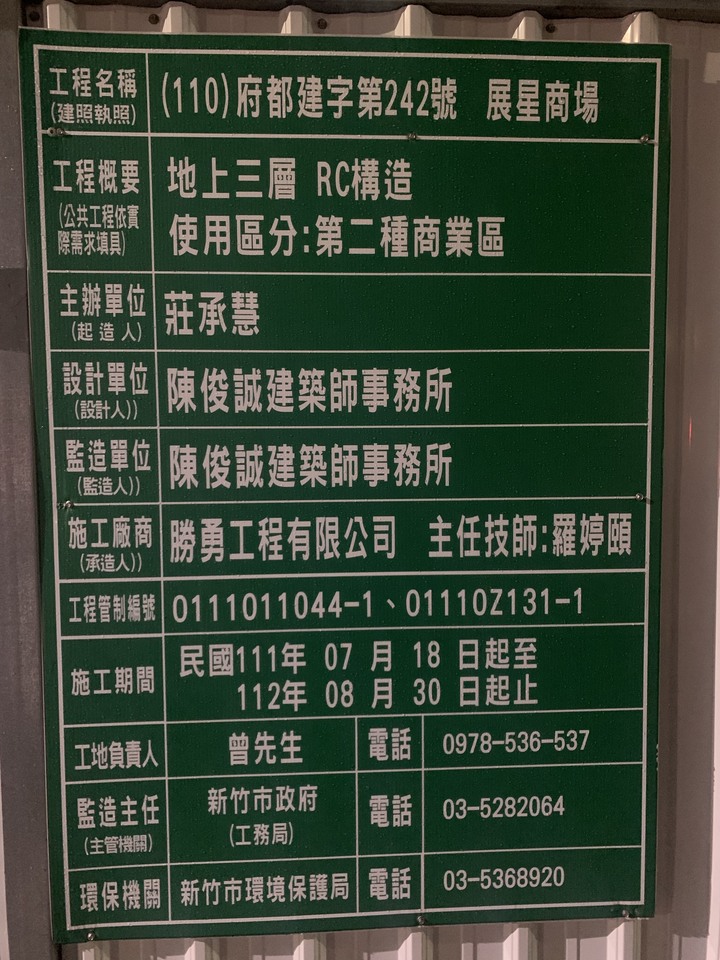 工程名稱 (110)府都建字第242號 展星商場
(建照執照)
工程概要 地上三層 RC構造
(公共工程依實
際需求填具) 使用區分:第二種商業區
主辦單位 莊承慧
(起造人)
設計單位 陳俊誠建築師事務所
(設計人))
監造單位 陳俊誠建築師事務所
(監造人))
施工廠商 勝勇工程有限公司 主任技師:羅婷頤
(承造人))
工程管制編號 0111011044-1、01110Z131-1
施工期間 民國111年 07 月 18 日起至
112年 08 月 30 日起止
工地負責人 曾先生 電話 0978-536-537
監造主任 新竹市政府 電話 03-5282064
(主管機關) (工務局)
環保機關 新竹市環境保護局 電話 03-5368920